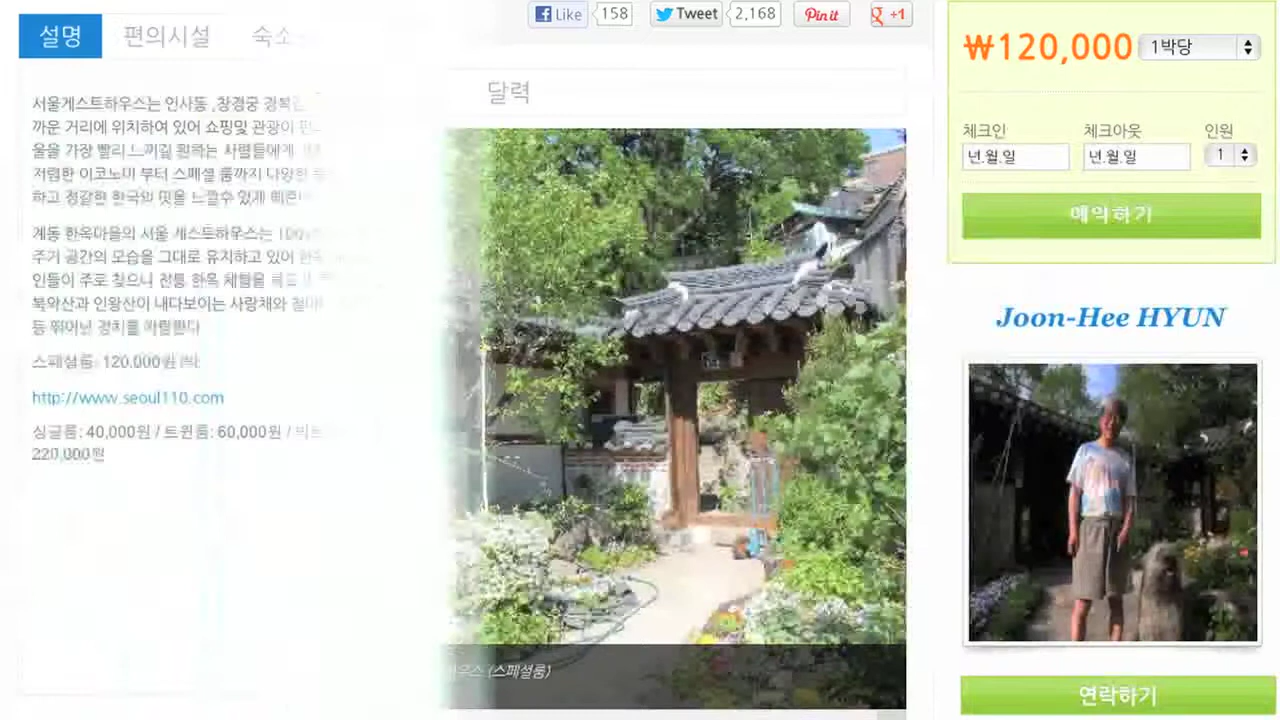 Like 158 Tweet 2,168 Pin it +1
설명 편의시설 숙소
달력
서울게스트하우스는 인사동 ,창경궁 경복궁
까운 거리에 위치하여 있어 쇼핑및 관광이
울을 가장 빨리 느끼길 원하는 사람들에게
저렴한 이코노미 부터 스페셜 룸까지 다양한
하고 정갈한 한국의 멋을 느낄수 있게
계동 한옥마을의 서울 게스트하우스는
주거 공간의 모습을 그대로 유지하고 있어
인들이 주로 찾으니 전통 한옥 체험을
북악산과 인왕산이 내다보이는 사랑채와
등 뛰어난 경치를 자랑한다
스페셜룸: 120,000원
http://www.seoul110.com
싱글룸: 40,000원 / 트윈룸: 60,000원 /
220,000원
(스페셜룸)
₩120,000 1박당
체크인 체크아웃 인원
년.월.일 년.월.일 1
예약하기
Joon-Hee HYUN
연락하기